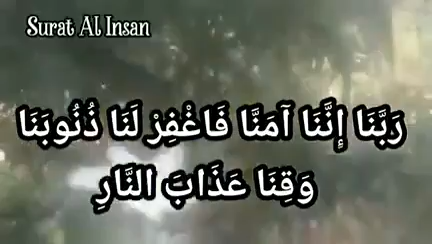 Surat Al Insan
رَبَّنَا إِنَّنَا آمَنَّا فَاغْفِرْ لَنَا ذُنُوبَنَا
وَقِنَا عَذَابَ النَّارِ